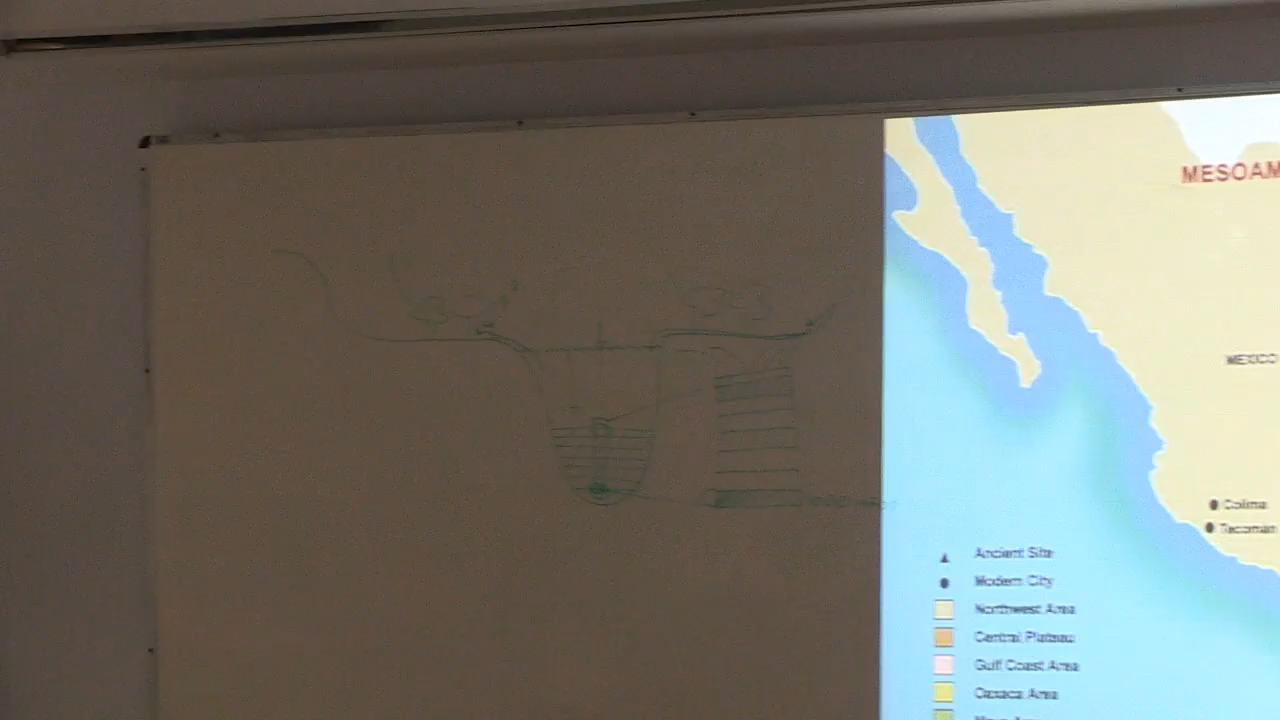 MESOAM
MEXICO
Colima
Tecoman
Ancient Site
Modern City
Northwest Area
Central Plateau
Gulf Coast Area
Oaxaca Area